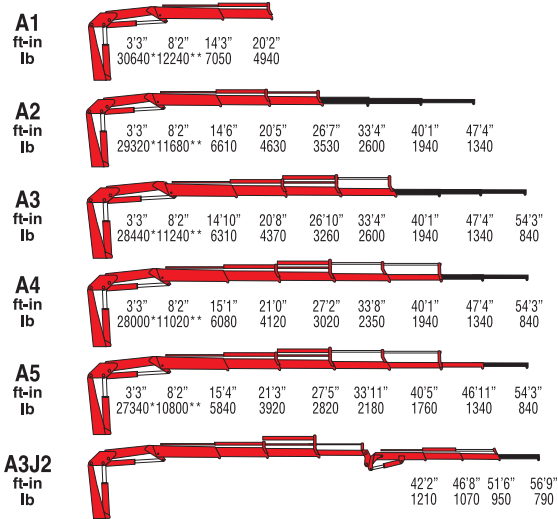 A1
ft-in 3'3” 8'2” 14'3” 20'2”
lb 30640*12240** 7050 4940
A2
ft-in 3'3” 8'2” 14'6” 20'5” 26'7” 33'4” 40'1” 47'4”
lb 29320*11680** 6610 4630 3530 2600 1940 1340
A3
ft-in 3'3” 8'2” 14'10” 20'8” 26'10” 33'4” 40'1” 47'4” 54'3”
lb 28440*11240** 6310 4370 3260 2600 1940 1340 840
A4
ft-in 3'3” 8'2” 15'1” 21'0” 27'2” 33'8” 40'1” 47'4” 54'3”
lb 28000*11020** 6080 4120 3020 2350 1940 1340 840
A5
ft-in 3'3” 8'2” 15'4” 21'3” 27'5” 33'11” 40'5” 46'11” 54'3”
lb 27340*10800** 5840 3920 2820 2180 1760 1340 840
A3J2
ft-in 42'2” 46'8” 51'6” 56'9”
lb 1210 1070 950 790